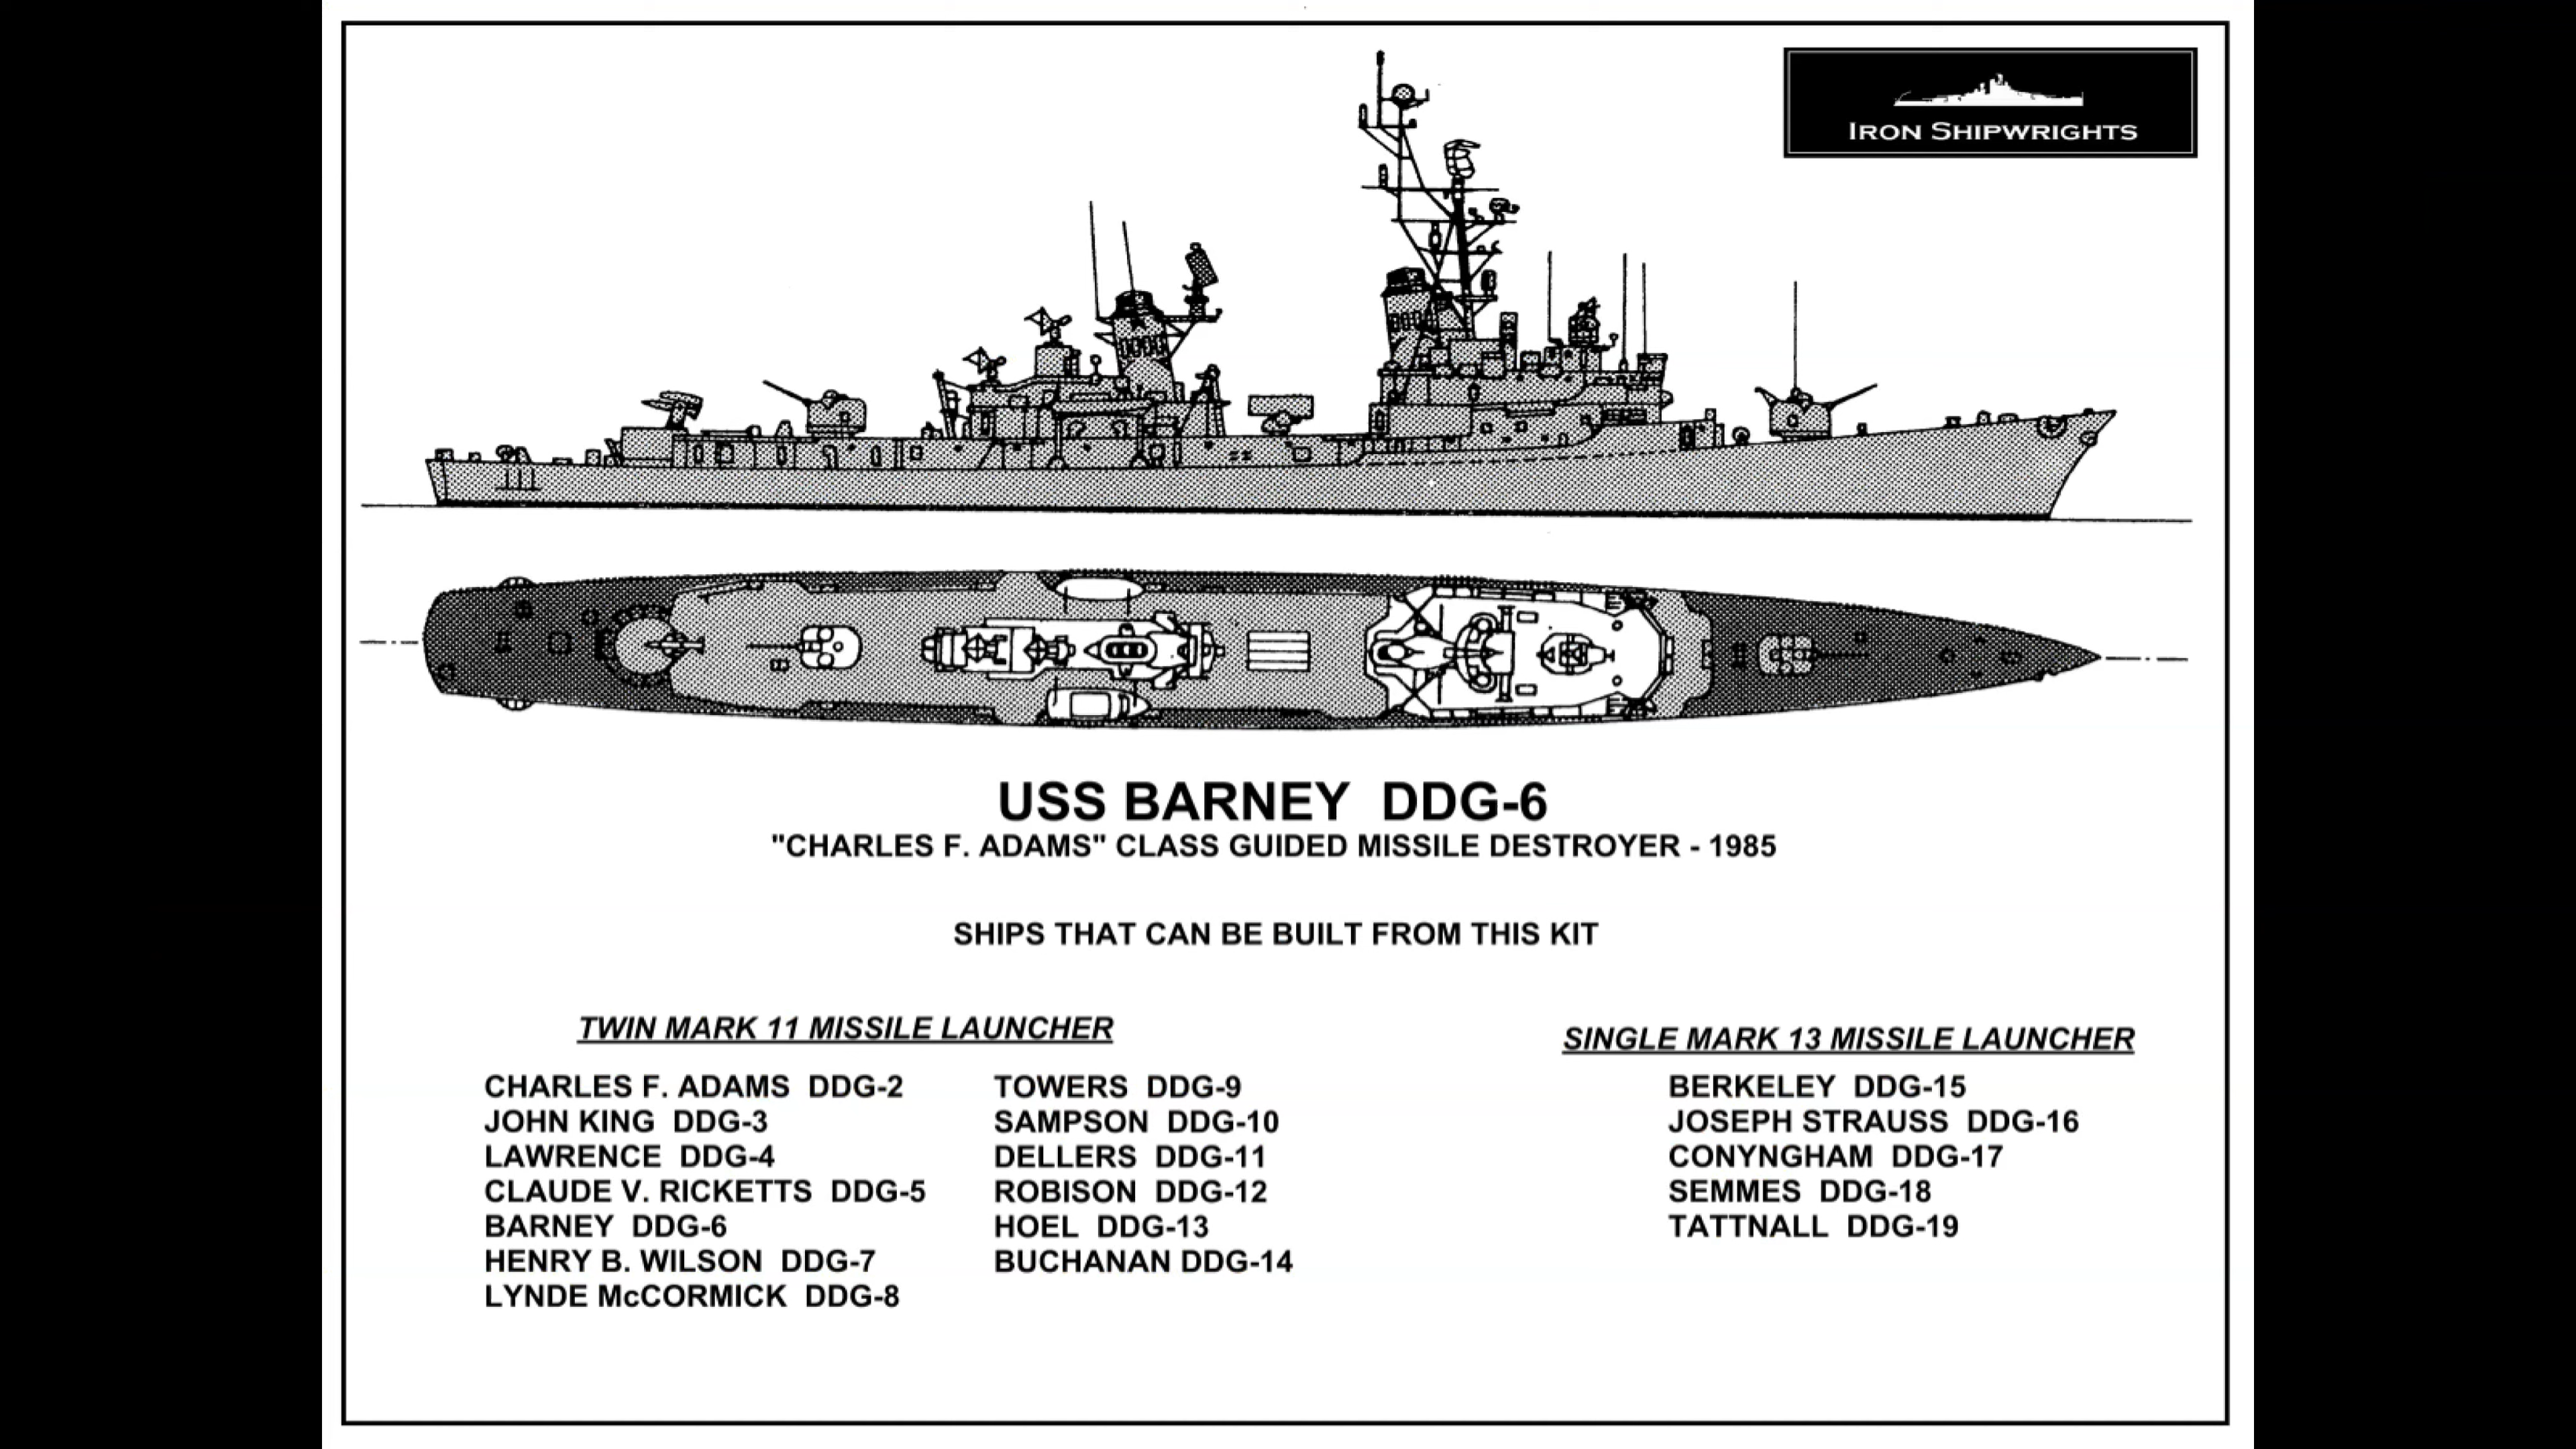 IRON SHIPWRIGHTS
USS BARNEY DDG-6
"CHARLES F. ADAMS" CLASS GUIDED MISSILE DESTROYER - 1985
SHIPS THAT CAN BE BUILT FROM THIS KIT
TWIN MARK 11 MISSILE LAUNCHER
CHARLES F. ADAMS DDG-2
JOHN KING DDG-3
LAWRENCE DDG-4
CLAUDE V. RICKETTS DDG-5
BARNEY DDG-6
HENRY B. WILSON DDG-7
LYNDE McCORMICK DDG-8
TOWERS DDG-9
SAMPSON DDG-10
DELLERS DDG-11
ROBISON DDG-12
HOEL DDG-13
BUCHANAN DDG-14
SINGLE MARK 13 MISSILE LAUNCHER
BERKELEY DDG-15
JOSEPH STRAUSS DDG-16
CONYNGHAM DDG-17
SEMMES DDG-18
TATTNALL DDG-19